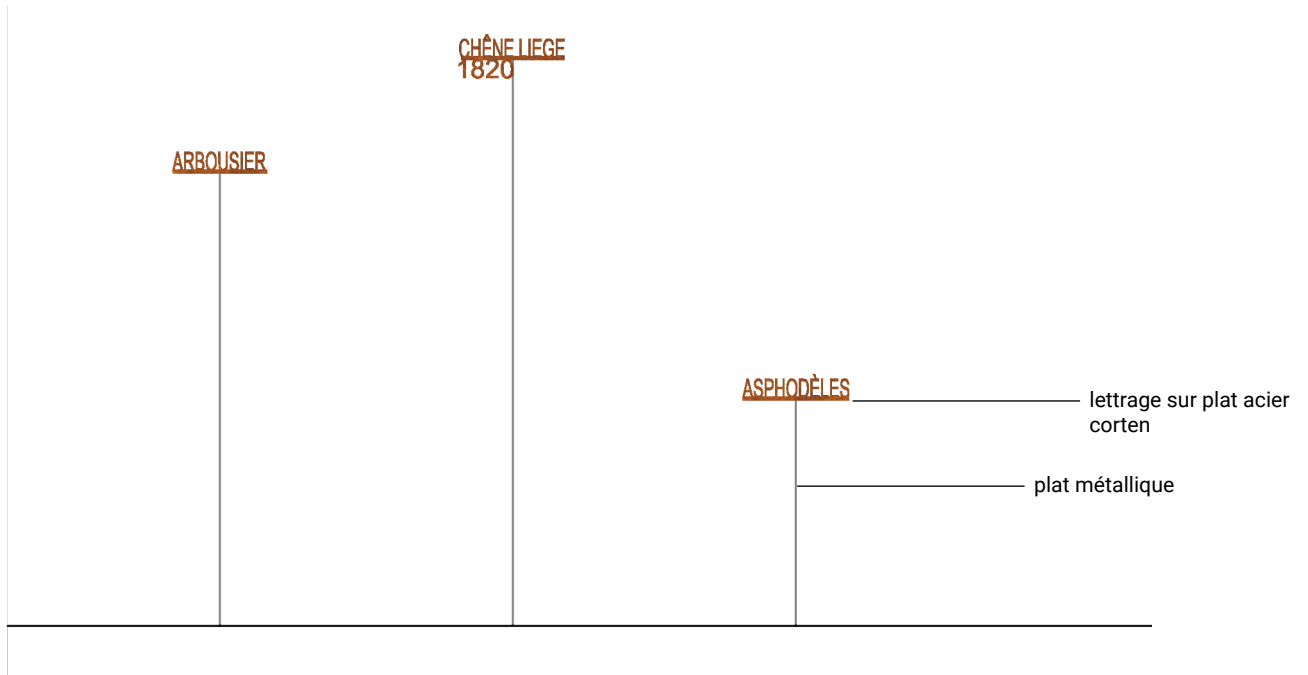 CHÊNE LIEGE
1820
ARBOUSIER
ASPHODÈLES
lettrage sur plat acier
corten
plat métallique